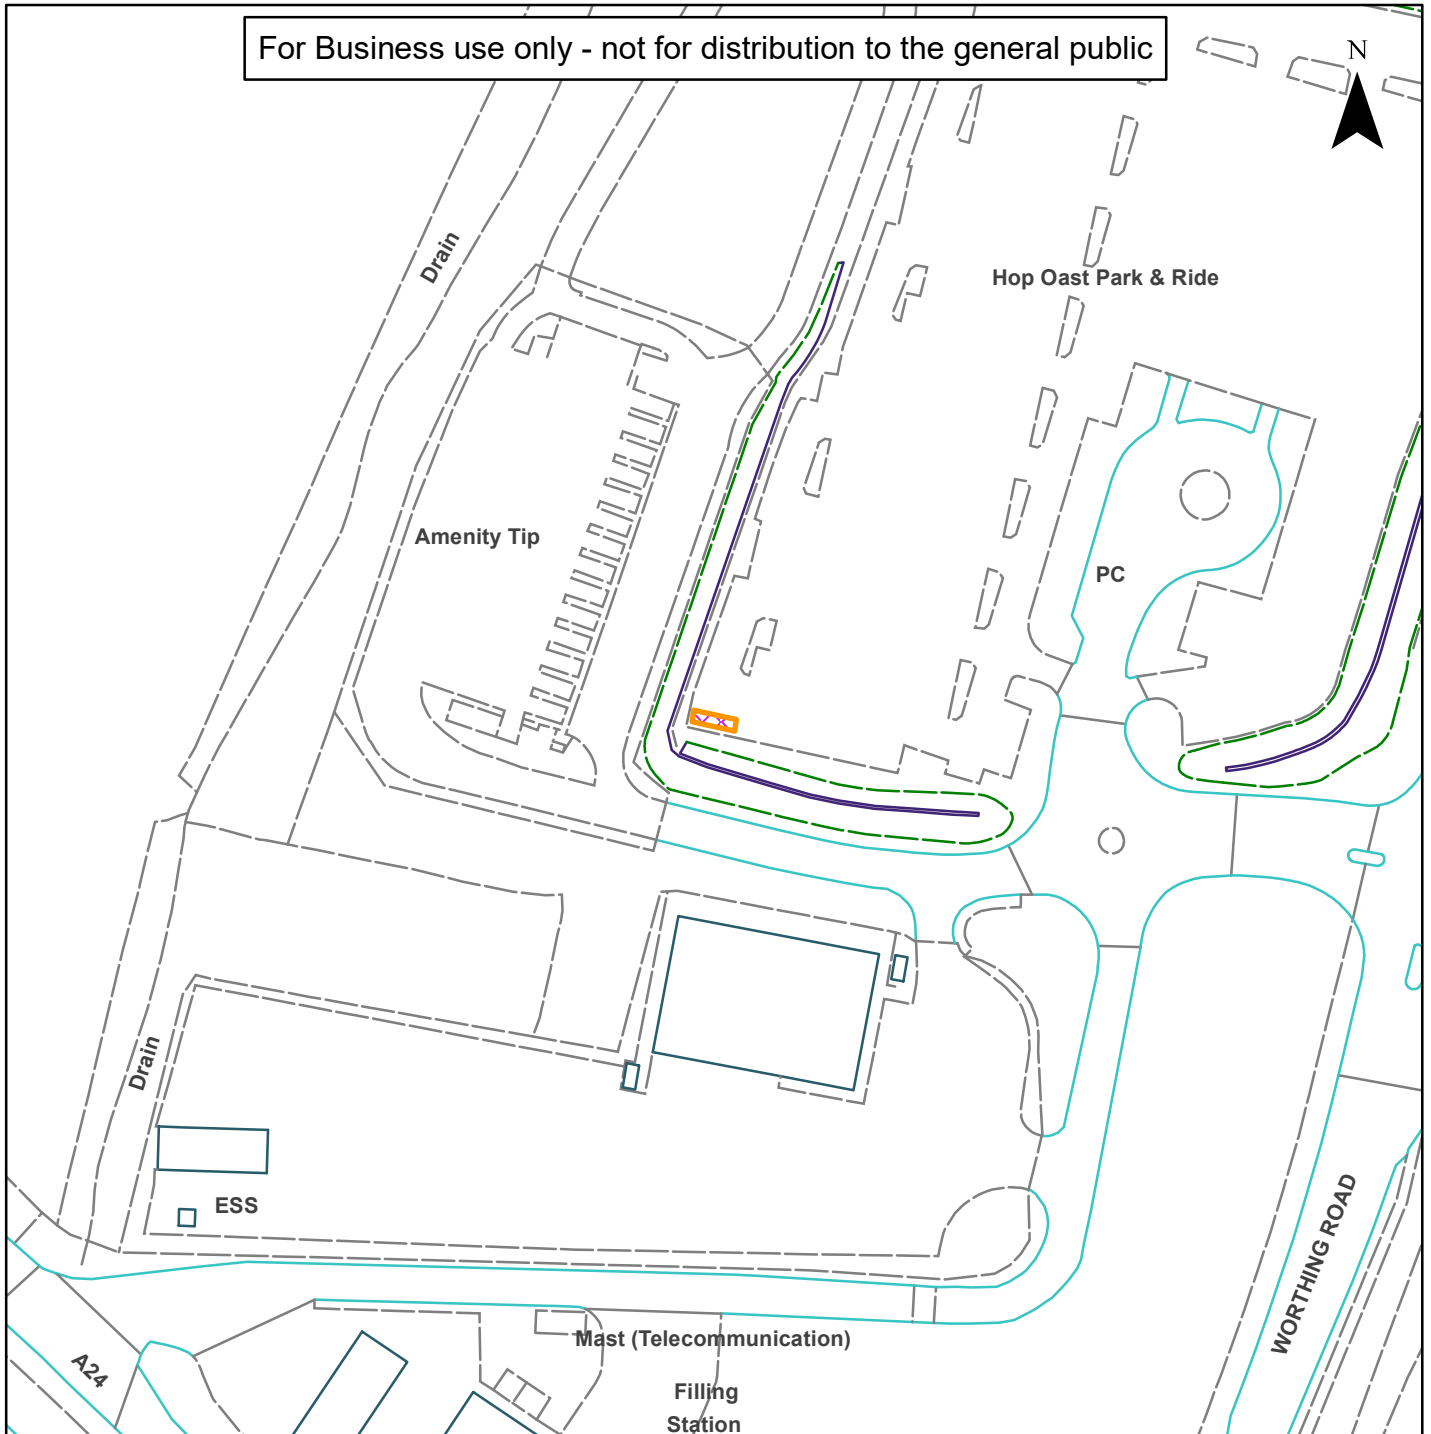 For Business use only - not for distribution to the general public
N
Drain
Hop Oast Park & Ride
Amenity Tip
PC
Drain
ESS
WORTHING ROAD
Mast (Telecommunication)
A24
Filling
Station